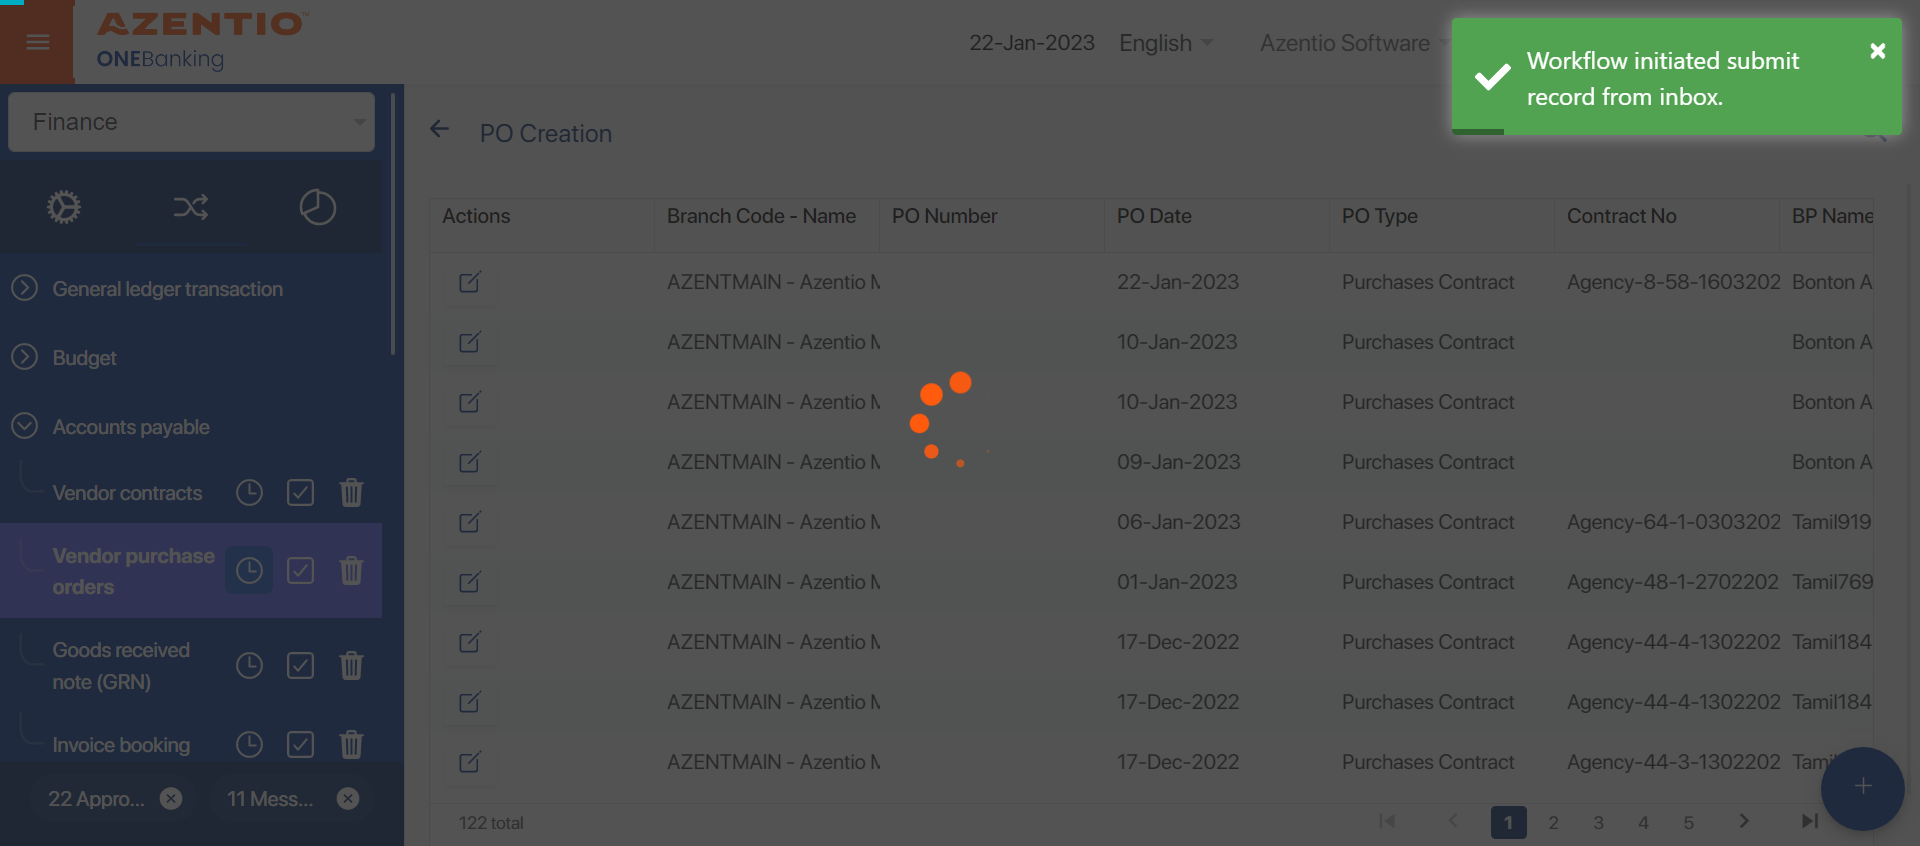 AZENTIO™
ONEBanking
22-Jan-2023 English Azentio Software
Workflow initiated submit
record from inbox.
Finance
PO Creation
General ledger transaction
Budget
Accounts payable
Vendor contracts
Vendor purchase
orders
Goods received
note (GRN)
Invoice booking
22 Appro...
11 Mess...
Actions Branch Code - Name PO Number PO Date PO Type Contract No BP Name
AZENTMAIN - Azentio M 22-Jan-2023 Purchases Contract Agency-8-58-1603202 Bonton A
AZENTMAIN - Azentio M 10-Jan-2023 Purchases Contract Bonton A
AZENTMAIN - Azentio M 10-Jan-2023 Purchases Contract Bonton A
AZENTMAIN - Azentio M 09-Jan-2023 Purchases Contract Bonton A
AZENTMAIN - Azentio M 06-Jan-2023 Purchases Contract Agency-64-1-0303202 Tamil919
AZENTMAIN - Azentio M 01-Jan-2023 Purchases Contract Agency-48-1-2702202 Tamil769
AZENTMAIN - Azentio M 17-Dec-2022 Purchases Contract Agency-44-4-1302202 Tamil184
AZENTMAIN - Azentio M 17-Dec-2022 Purchases Contract Agency-44-4-1302202 Tamil184
AZENTMAIN - Azentio M 17-Dec-2022 Purchases Contract Agency-44-3-1302202 Tami
122 total 1 2 3 4 5